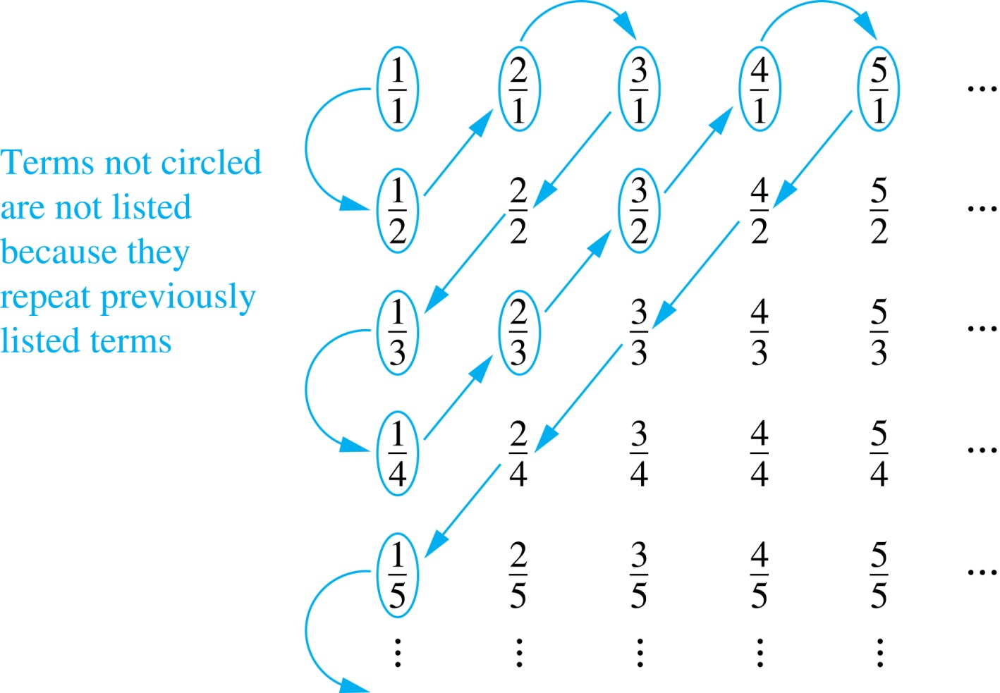 1/1 2/1 3/1 4/1 5/1 ...
Terms not circled
are not listed
because they
repeat previously
listed terms
1/2 2/2 3/2 4/2 5/2 ...
1/3 2/3 3/3 4/3 5/3 ...
1/4 2/4 3/4 4/4 5/4 ...
1/5 2/5 3/5 4/5 5/5 ...
⋮ ⋮ ⋮ ⋮ ⋮